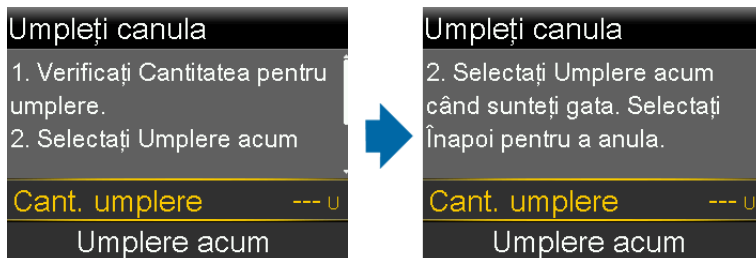 Umpleți canula
1. Verificați Cantitatea pentru
umplere.
2. Selectați Umplere acum
Cant. umplere --- U
Umplere acum
Umpleți canula
2. Selectați Umplere acum
când sunteți gata. Selectați
Înapoi pentru a anula.
Cant. umplere --- U
Umplere acum